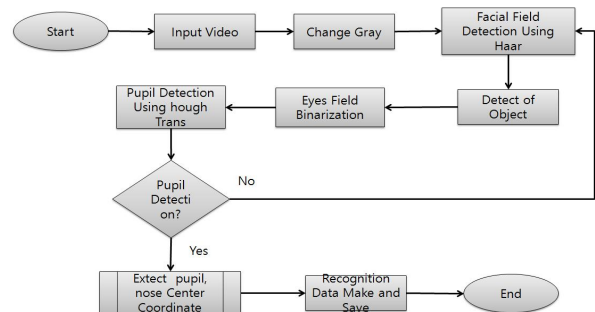 Start
Input Video
Change Gray
Facial Field
Detection Using
Haar
Pupil Detection
Using hough
Trans
Eyes Field
Binarization
Detect of
Object
Pupil
Detecti
on?
No
Yes
Extect pupil,
nose Center
Coordinate
Recognition
Data Make and
Save
End